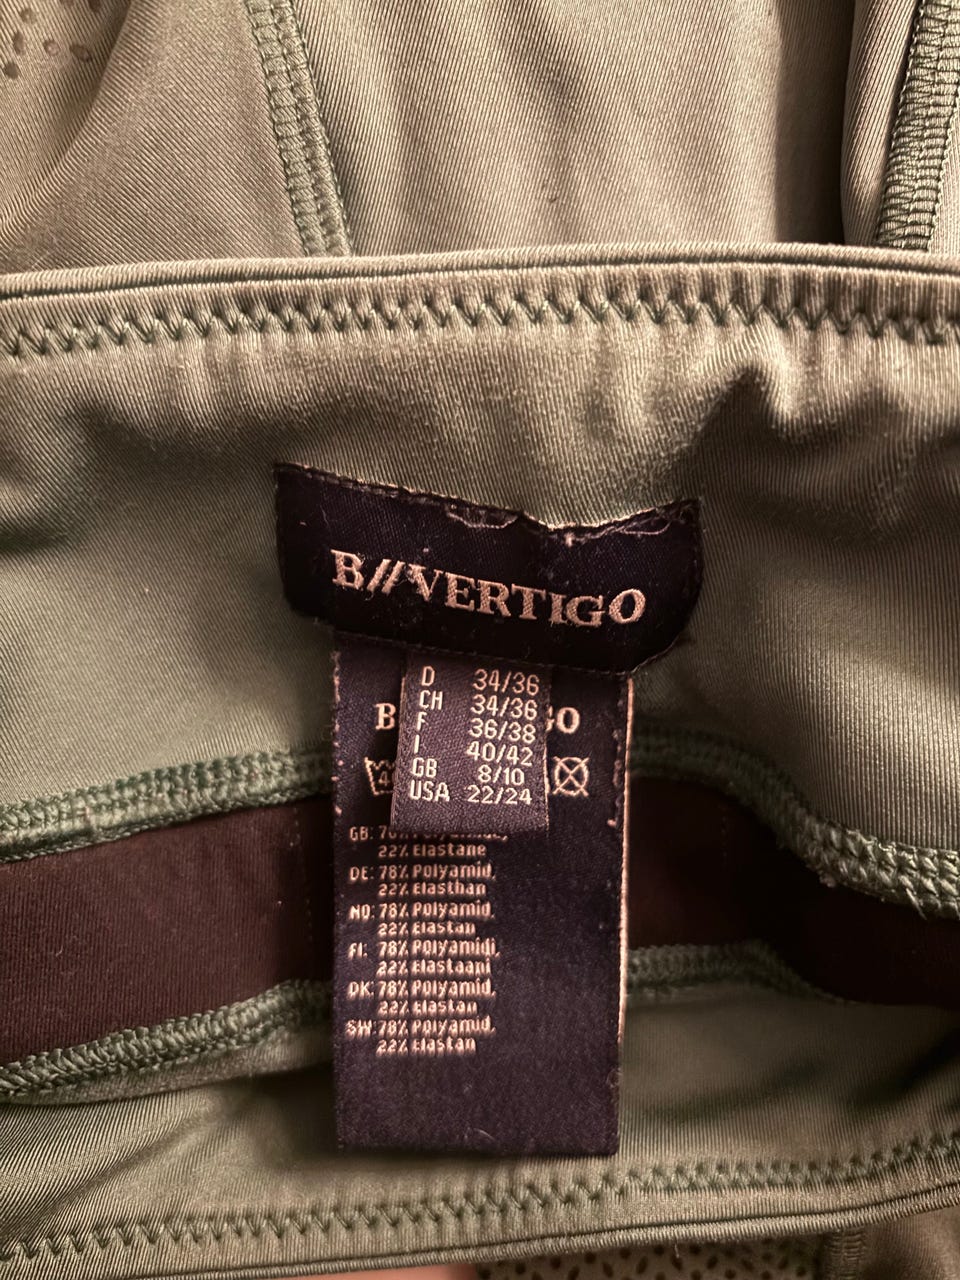 B//VERTIGO
D 34/36
CH 34/36
F 36/38
I 40/42
GB 8/10
USA 22/24
B GO
GB:
22% Elastane
DE: 78% Polyamid,
22% Elasthan
NO: 78% Polyamid,
22% Elastan
FI: 78% Polyamidi,
22% Elastaani
DK: 78% Polyamid,
22% Elastan
SW: 78% Polyamid,
22% Elastan